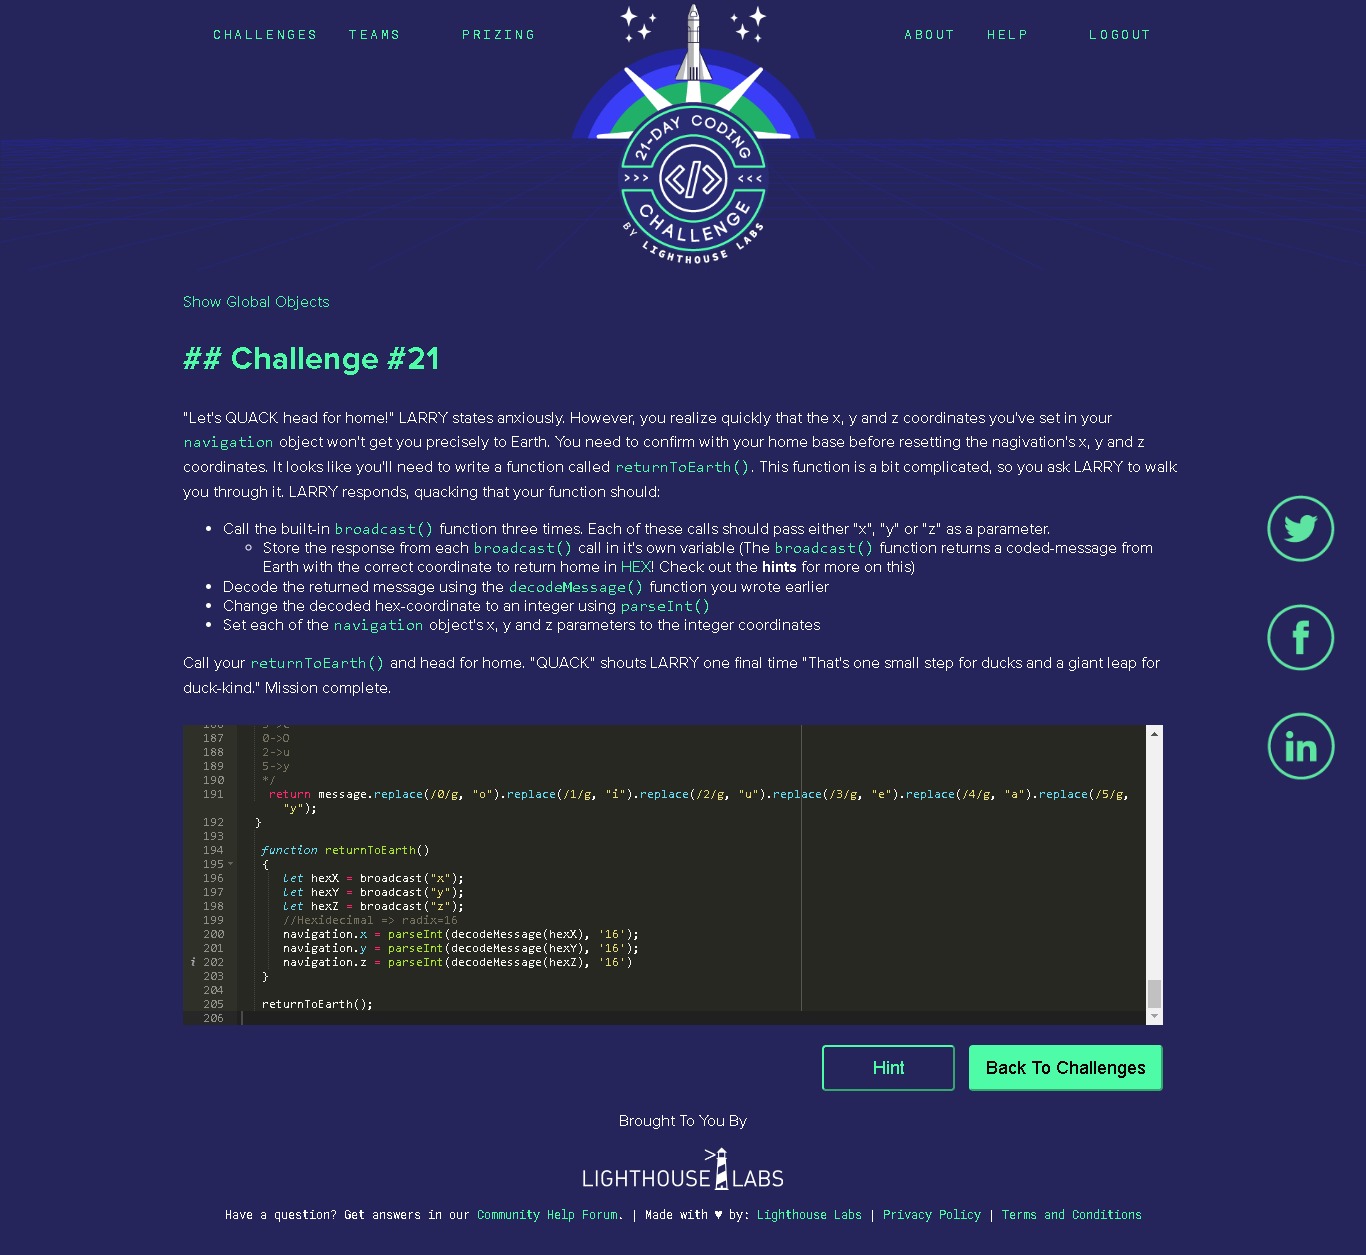 CHALLENGES TEAMS PRIZING ABOUT HELP LOGOUT
21-DAY CODING
>>> </> <<<
CHALLENGE
BY LIGHTHOUSE LABS
Show Global Objects
## Challenge #21
"Let's QUACK head for home!" LARRY states anxiously. However, you realize quickly that the x, y and z coordinates you've set in your
navigation object won't get you precisely to Earth. You need to confirm with your home base before resetting the nagivation's x, y and z
coordinates. It looks like you'll need to write a function called returnToEarth(). This function is a bit complicated, so you ask LARRY to walk
you through it. LARRY responds, quacking that your function should:
• Call the built-in broadcast() function three times. Each of these calls should pass either "x", "y" or "z" as a parameter.
◦ Store the response from each broadcast() call in it's own variable (The broadcast() function returns a coded-message from
Earth with the correct coordinate to return home in HEX! Check out the hints for more on this)
• Decode the returned message using the decodeMessage() function you wrote earlier
• Change the decoded hex-coordinate to an integer using parseInt()
• Set each of the navigation object's x, y and z parameters to the integer coordinates
Call your returnToEarth() and head for home. "QUACK" shouts LARRY one final time "That's one small step for ducks and a giant leap for
duck-kind." Mission complete.
187 0->O
188 2->u
189 5->y
190 */
191 return message.replace(/0/g, "o").replace(/1/g, "i").replace(/2/g, "u").replace(/3/g, "e").replace(/4/g, "a").replace(/5/g,
"y");
192 }
193
194 function returnToEarth()
195 {
196 let hexX = broadcast("x");
197 let hexY = broadcast("y");
198 let hexZ = broadcast("z");
199 //Hexidecimal => radix=16
200 navigation.x = parseInt(decodeMessage(hexX), '16');
201 navigation.y = parseInt(decodeMessage(hexY), '16');
i 202 navigation.z = parseInt(decodeMessage(hexZ), '16')
203 }
204
205 returnToEarth();
206
Hint Back To Challenges
Brought To You By
LIGHTHOUSE LABS
Have a question? Get answers in our Community Help Forum. | Made with ♥ by: Lighthouse Labs | Privacy Policy | Terms and Conditions